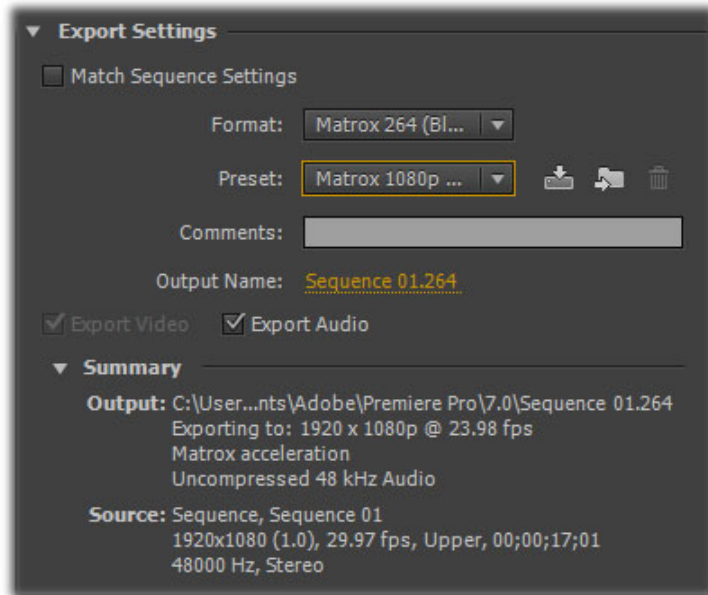 Export Settings
Match Sequence Settings
Format: Matrox 264 (Bl...
Preset: Matrox 1080p ...
Comments:
Output Name: Sequence 01.264
Export Video Export Audio
Summary
Output: C:\User...nts\Adobe\Premiere Pro\7.0\Sequence 01.264
Exporting to: 1920 x 1080p @ 23.98 fps
Matrox acceleration
Uncompressed 48 kHz Audio
Source: Sequence, Sequence 01
1920x1080 (1.0), 29.97 fps, Upper, 00;00;17;01
48000 Hz, Stereo